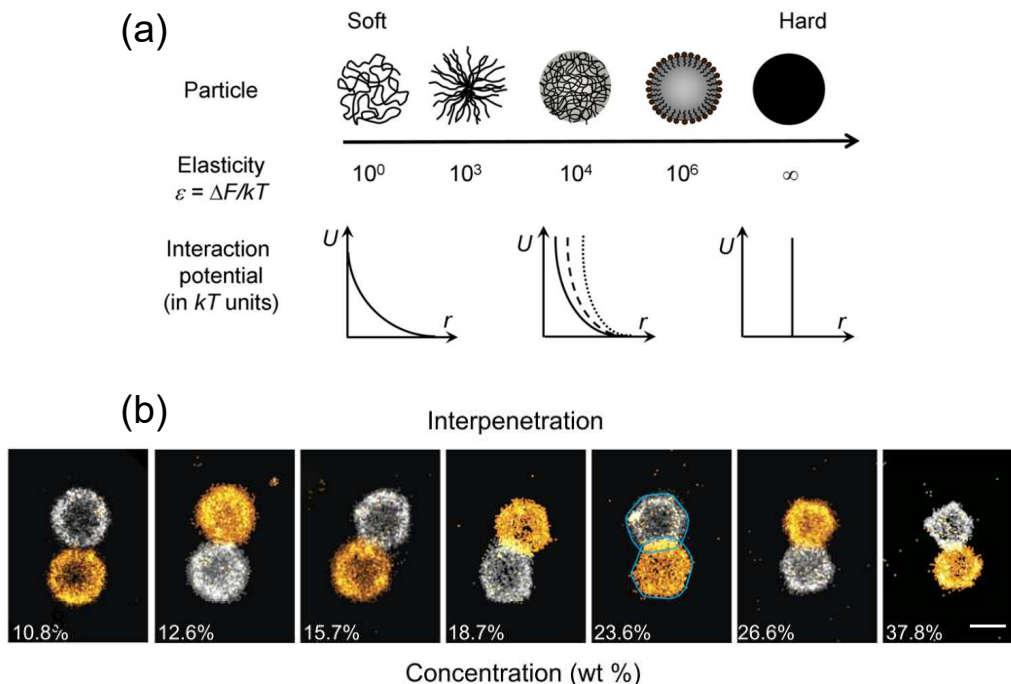 (a)
Soft
Hard
Particle
Elasticity
ε = ΔF/kT
10⁰
10³
10⁴
10⁶
∞
Interaction
potential
(in kT units)
U
r
U
r
U
r
(b)
Interpenetration
10.8%
12.6%
15.7%
18.7%
23.6%
26.6%
37.8%
Concentration (wt %)